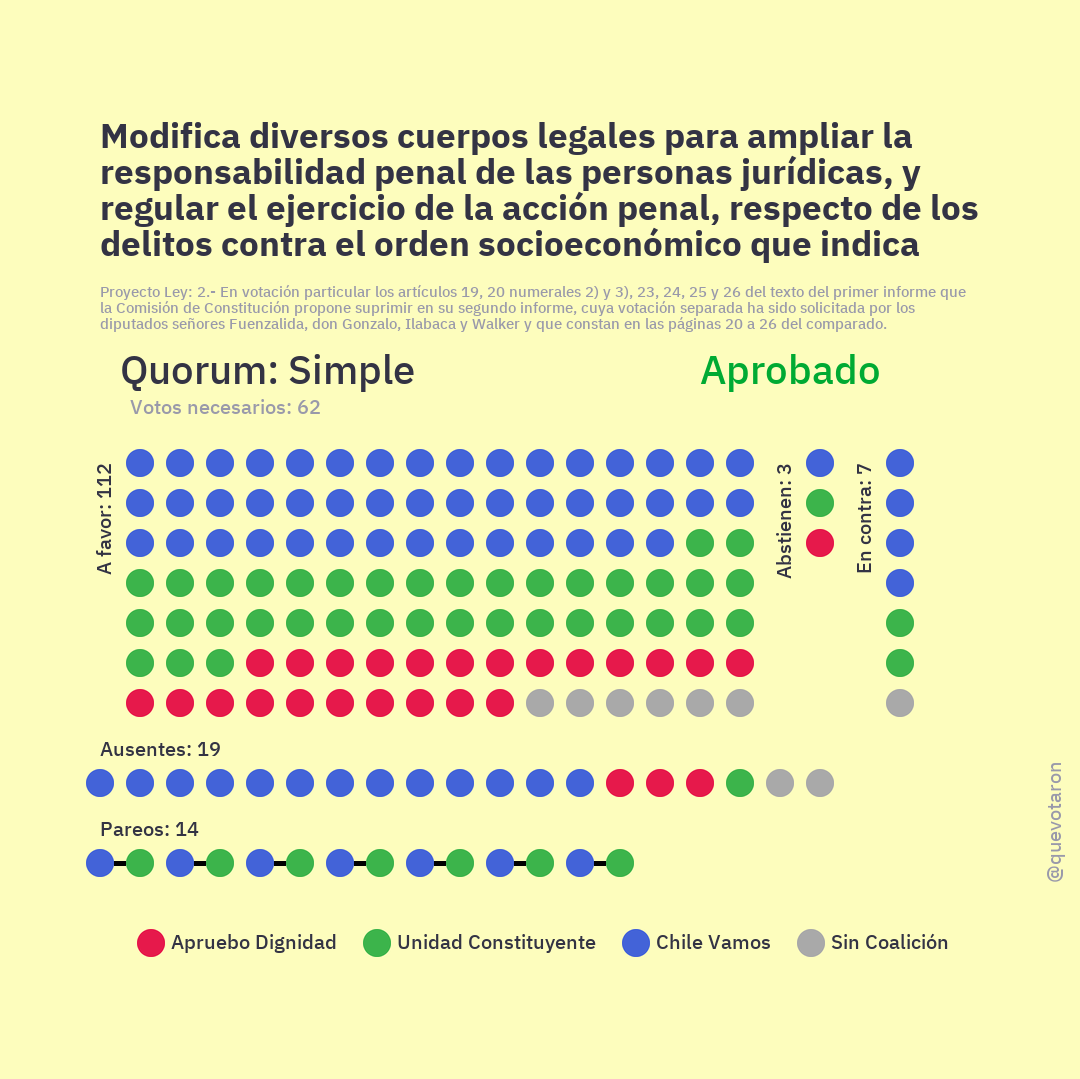 Modifica diversos cuerpos legales para ampliar la
responsabilidad penal de las personas jurídicas, y
regular el ejercicio de la acción penal, respecto de los
delitos contra el orden socioeconómico que indica
Proyecto Ley: 2.- En votación particular los artículos 19, 20 numerales 2) y 3), 23, 24, 25 y 26 del texto del primer informe que
la Comisión de Constitución propone suprimir en su segundo informe, cuya votación separada ha sido solicitada por los
diputados señores Fuenzalida, don Gonzalo, Ilabaca y Walker y que constan en las páginas 20 a 26 del comparado.
Quorum: Simple
Aprobado
Votos necesarios: 62
A favor: 112
Abstienen: 3
En contra: 7
Ausentes: 19
Pareos: 14
@quevotaron
Apruebo Dignidad
Unidad Constituyente
Chile Vamos
Sin Coalición